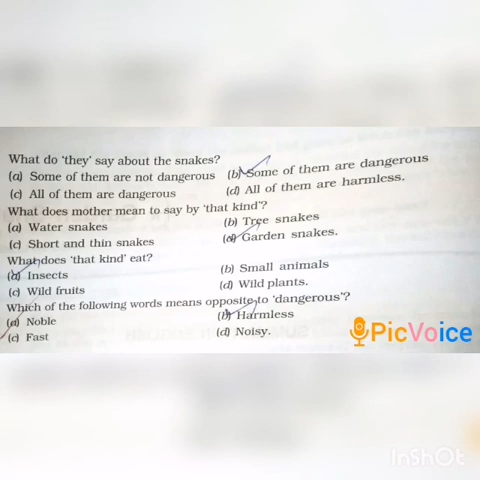 What do 'they' say about the snakes?
(a) Some of them are not dangerous (b) Some of them are dangerous
(c) All of them are dangerous (d) All of them are harmless.
What does mother mean to say by 'that kind'?
(a) Water snakes (b) Tree snakes
(c) Short and thin snakes (d) Garden snakes.
What does 'that kind' eat?
(a) Insects (b) Small animals
(c) Wild fruits (d) Wild plants.
Which of the following words means opposite to 'dangerous'?
(a) Noble (b) Harmless
(c) Fast (d) Noisy.
PicVoice
InShOt